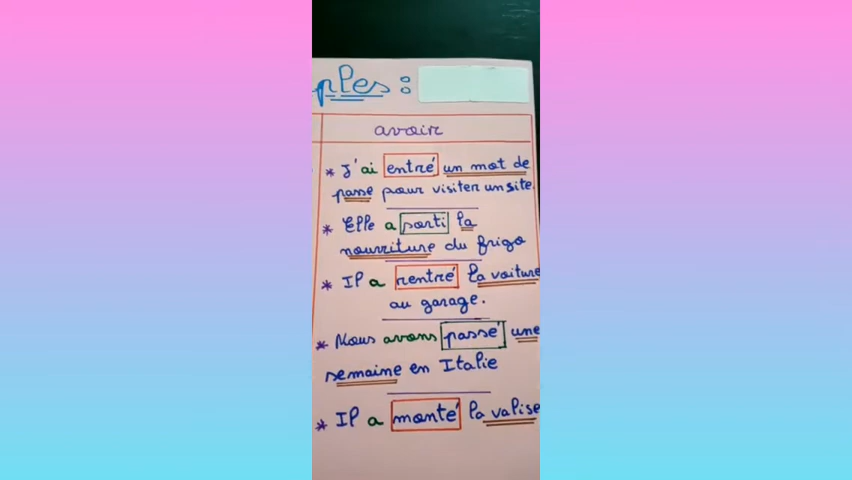 ples :
avoir
* J'ai entré un mot de
passe pour visiter un site.
* Elle a sorti la
nourriture du frigo
* Il a rentré la voiture
au garage.
* Nous avons passé une
semaine en Italie
* Il a monté la valise